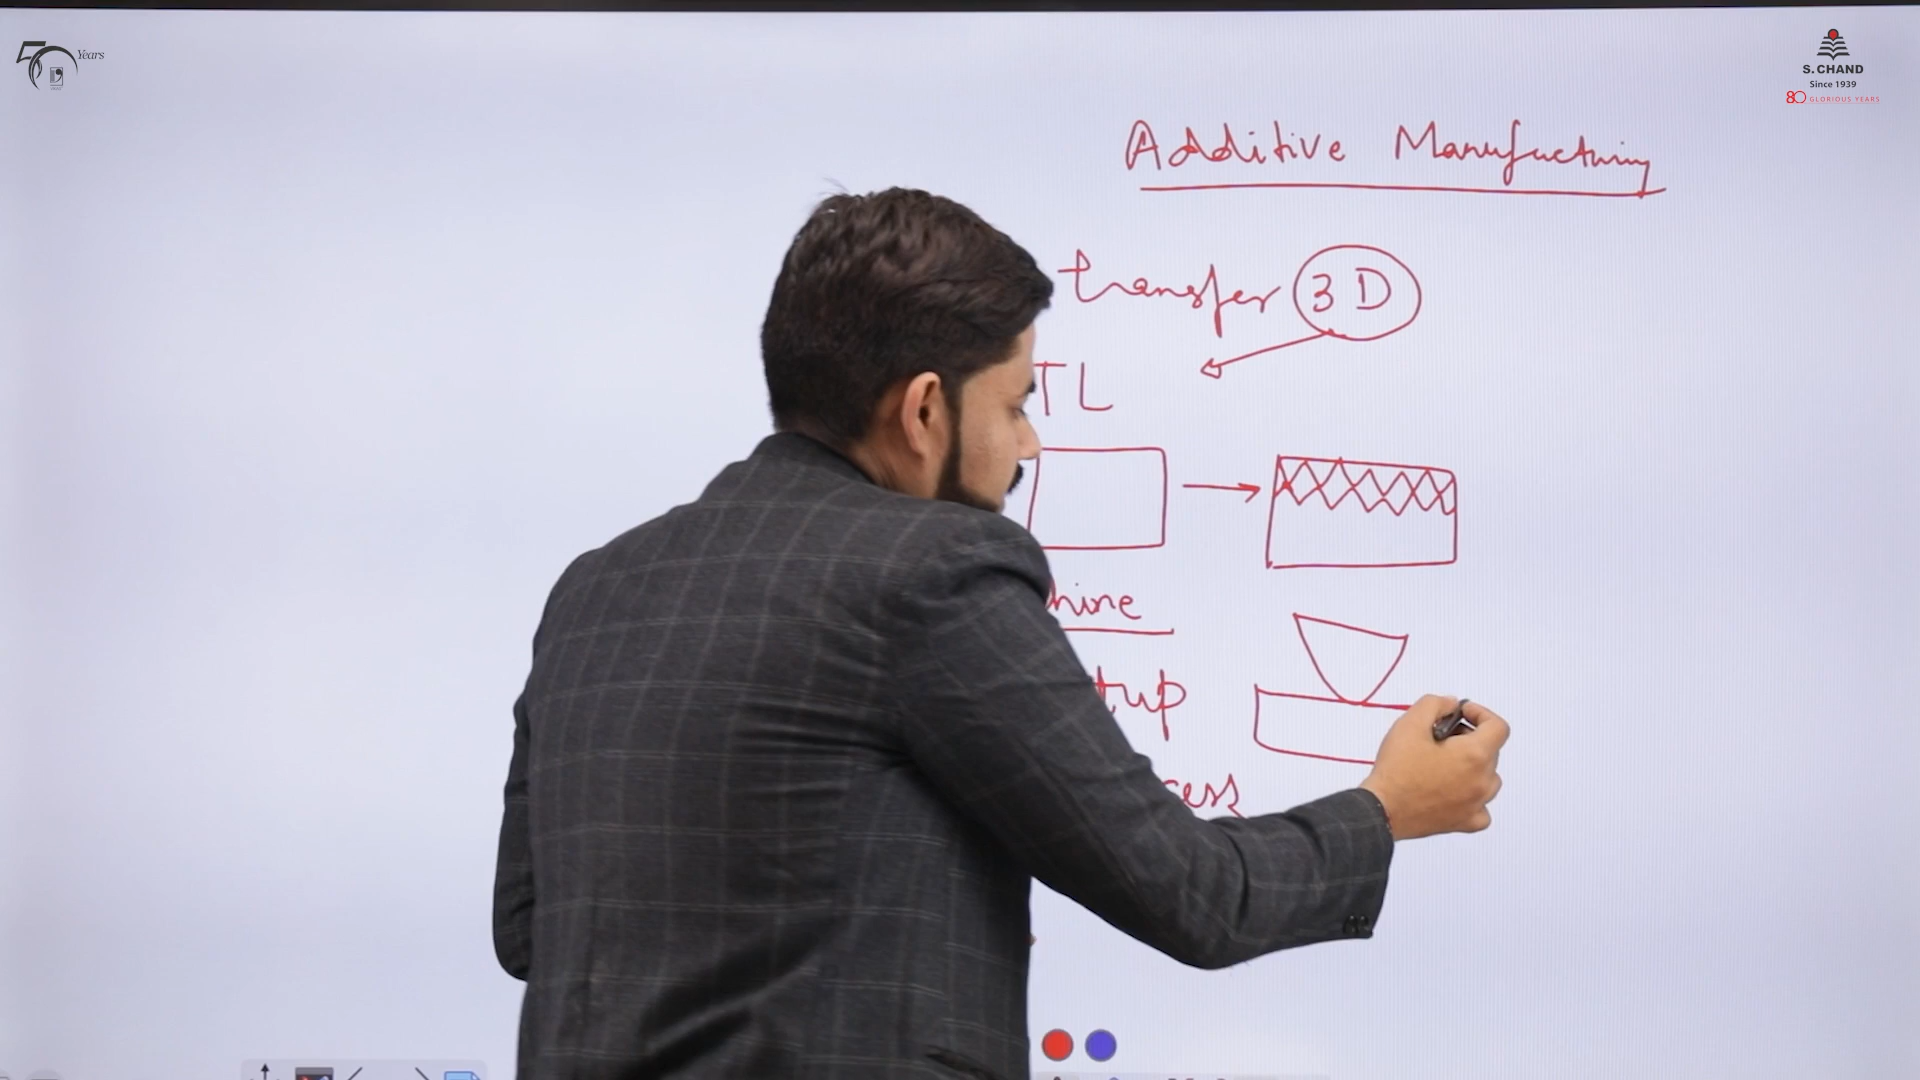 50 Years
S. CHAND
Since 1939
80 GLORIOUS YEARS
Additive Manufacturing
transfer 3D
TL
hine
tup
cess